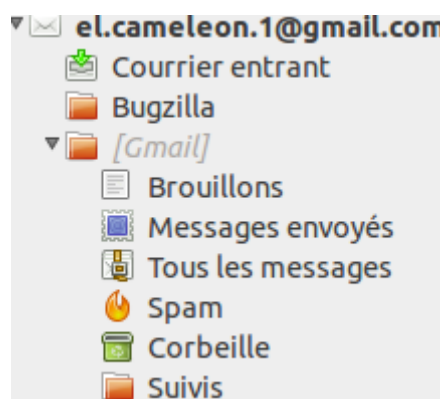 el.cameleon.1@gmail.com
Courrier entrant
Bugzilla
[Gmail]
Brouillons
Messages envoyés
Tous les messages
Spam
Corbeille
Suivis